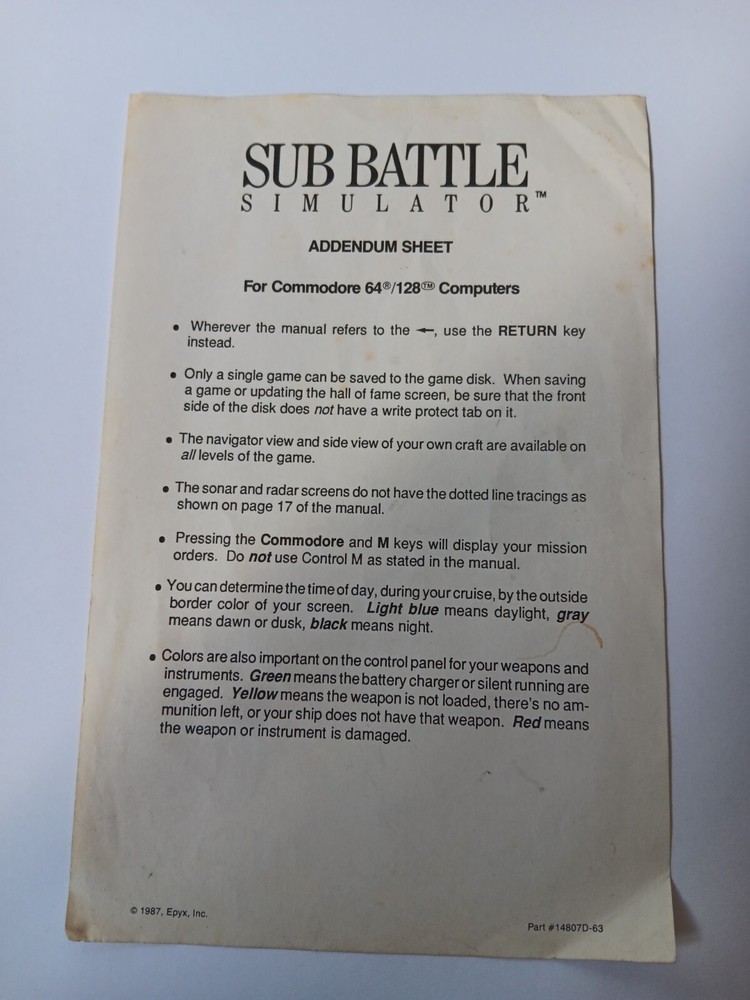 SUB BATTLE
SIMULATOR™
ADDENDUM SHEET
For Commodore 64®/128™ Computers
• Wherever the manual refers to the ←, use the RETURN key
instead.
• Only a single game can be saved to the game disk. When saving
a game or updating the hall of fame screen, be sure that the front
side of the disk does not have a write protect tab on it.
• The navigator view and side view of your own craft are available on
all levels of the game.
• The sonar and radar screens do not have the dotted line tracings as
shown on page 17 of the manual.
• Pressing the Commodore and M keys will display your mission
orders. Do not use Control M as stated in the manual.
• You can determine the time of day, during your cruise, by the outside
border color of your screen. Light blue means daylight, gray
means dawn or dusk, black means night.
• Colors are also important on the control panel for your weapons and
instruments. Green means the battery charger or silent running are
engaged. Yellow means the weapon is not loaded, there's no am-
munition left, or your ship does not have that weapon. Red means
the weapon or instrument is damaged.
© 1987, Epyx, Inc.
Part #14807D-63